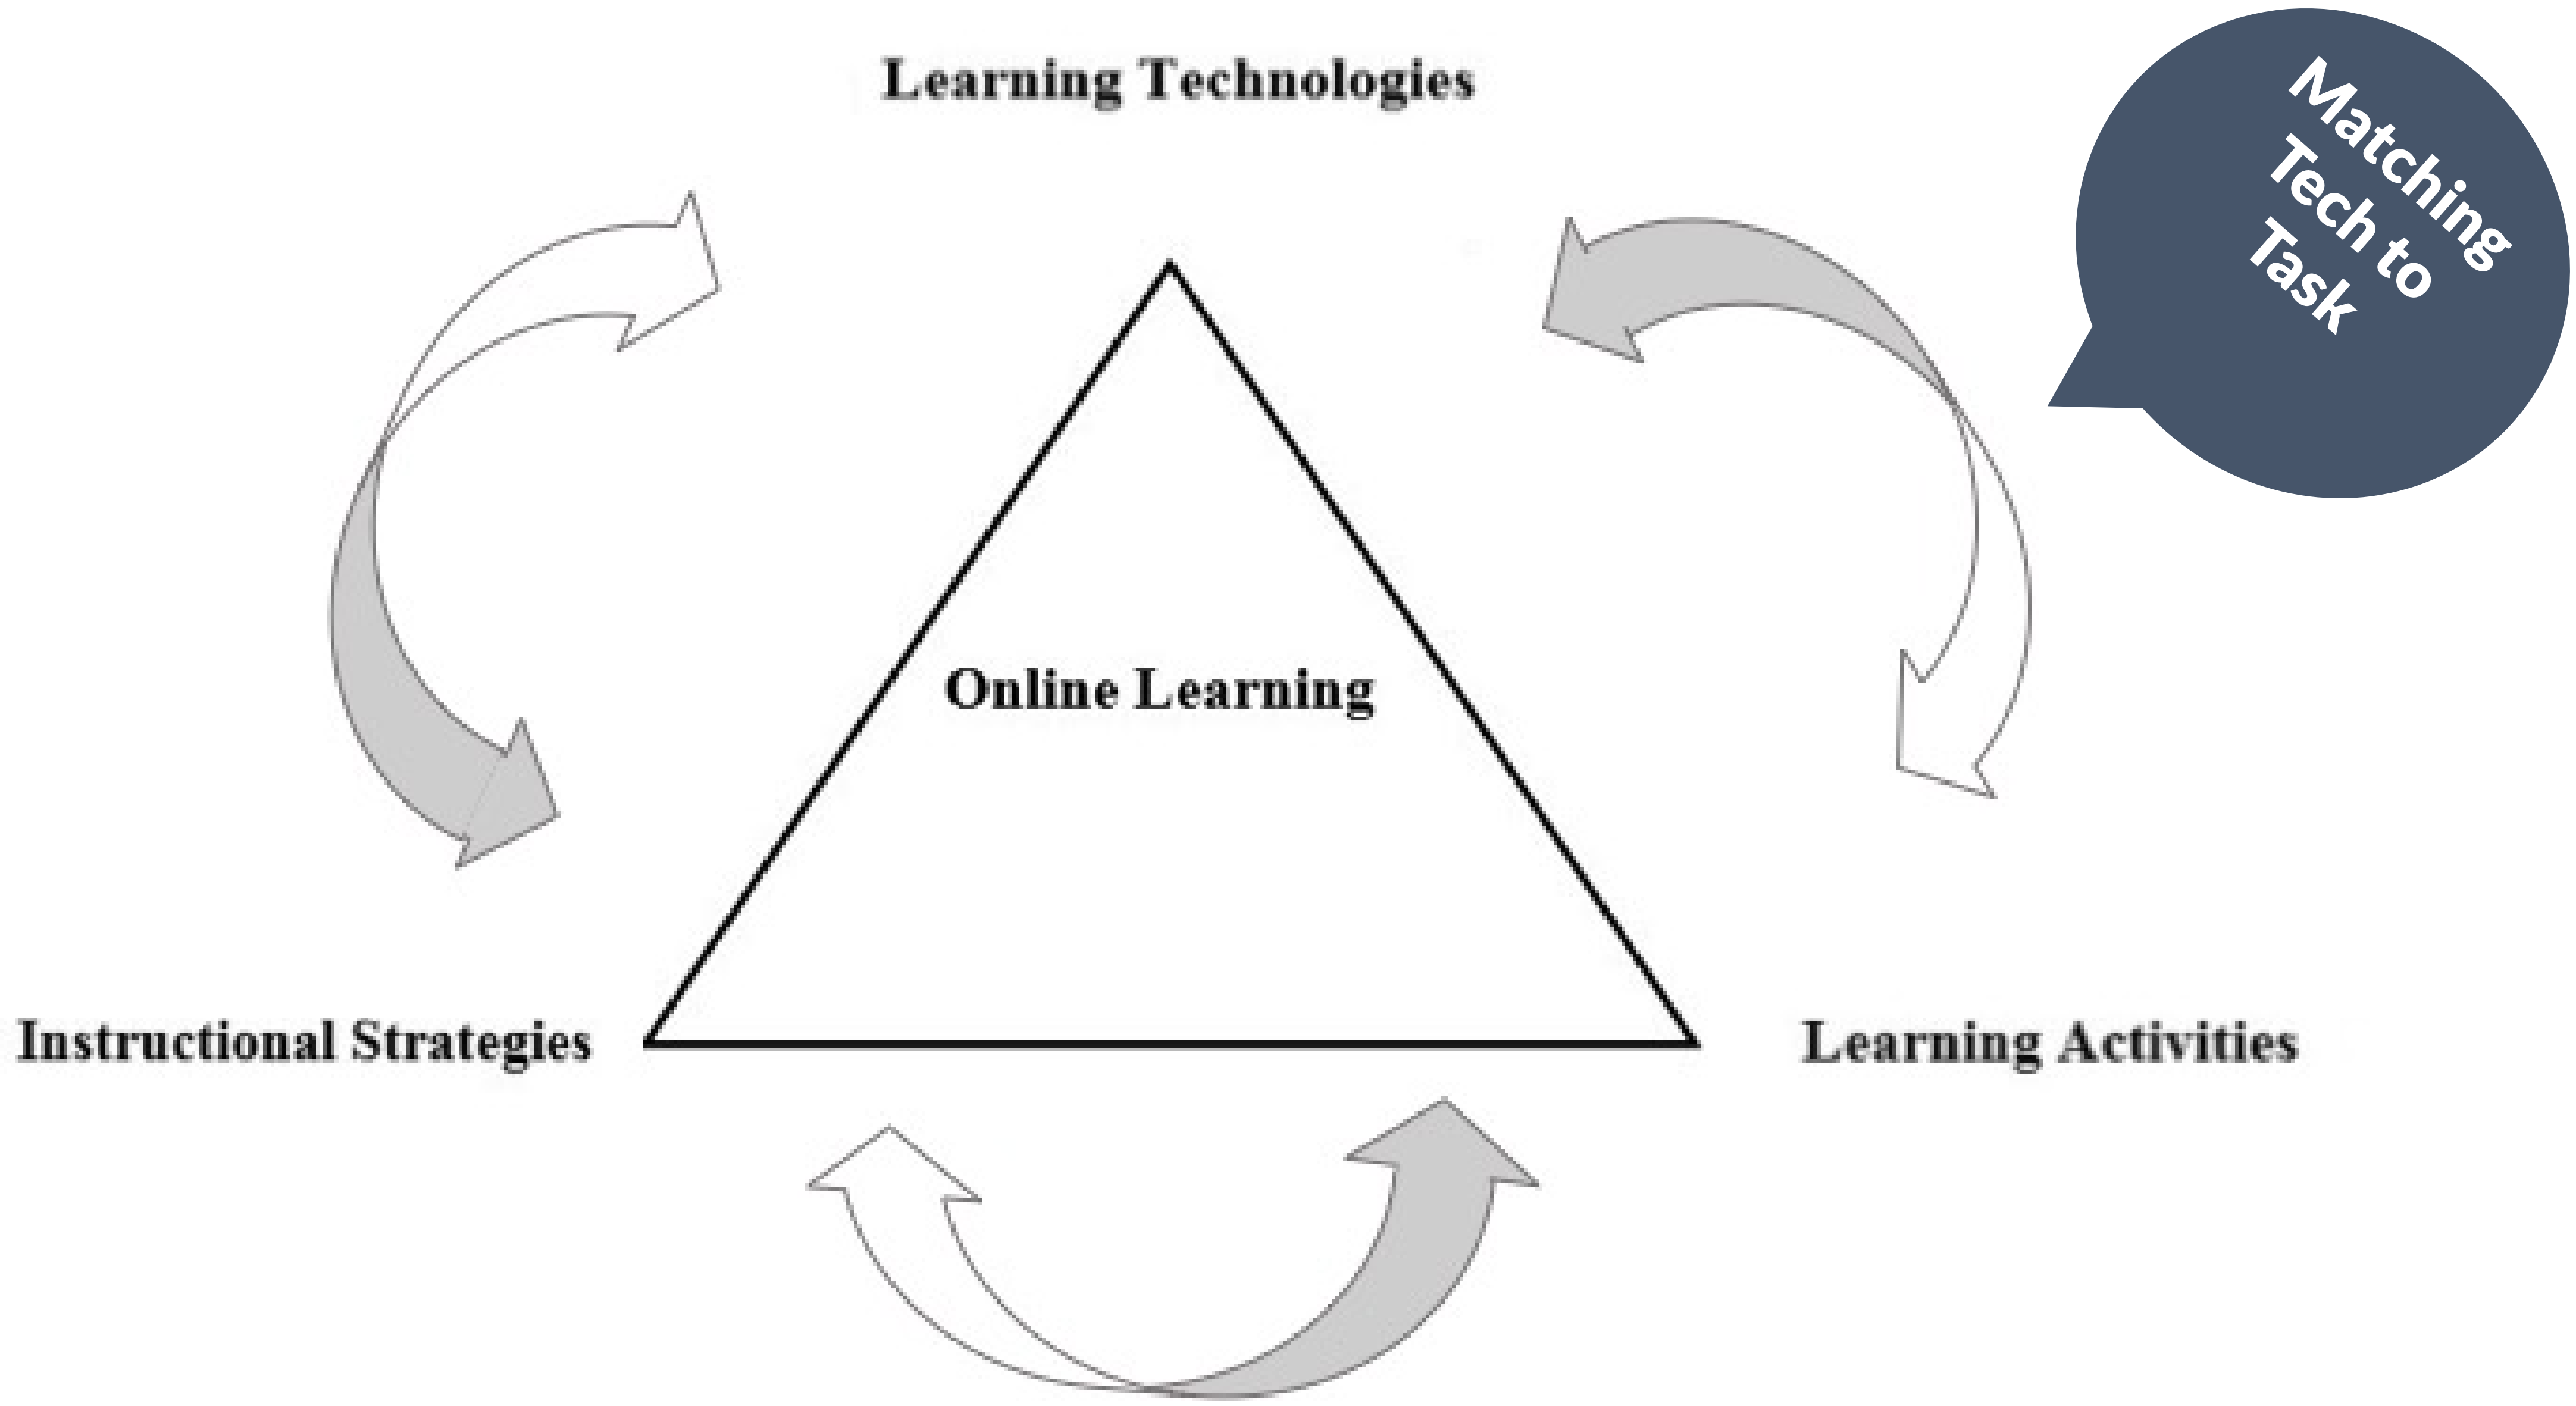 Learning Technologies
Matching
Tech to
Task
Online Learning
Instructional Strategies
Learning Activities